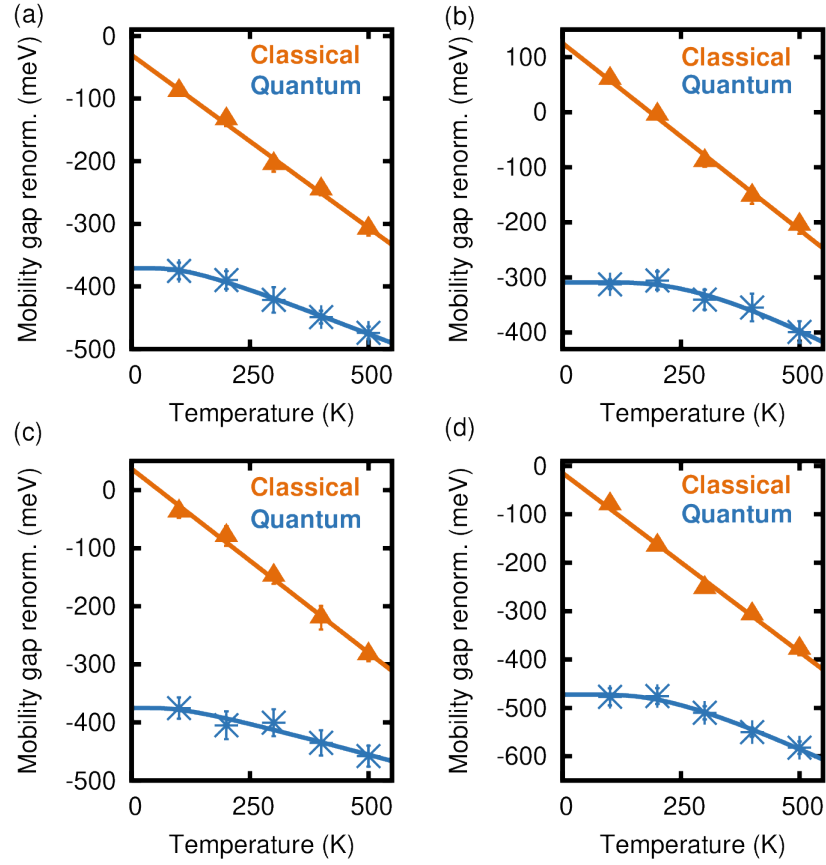 (a)
Mobility gap renorm. (meV)
0
-100
-200
-300
-400
-500
Classical
Quantum
0 250 500
Temperature (K)
(b)
Mobility gap renorm. (meV)
100
0
-100
-200
-300
-400
Classical
Quantum
0 250 500
Temperature (K)
(c)
Mobility gap renorm. (meV)
0
-100
-200
-300
-400
-500
Classical
Quantum
0 250 500
Temperature (K)
(d)
Mobility gap renorm. (meV)
0
-100
-200
-300
-400
-500
-600
Classical
Quantum
0 250 500
Temperature (K)